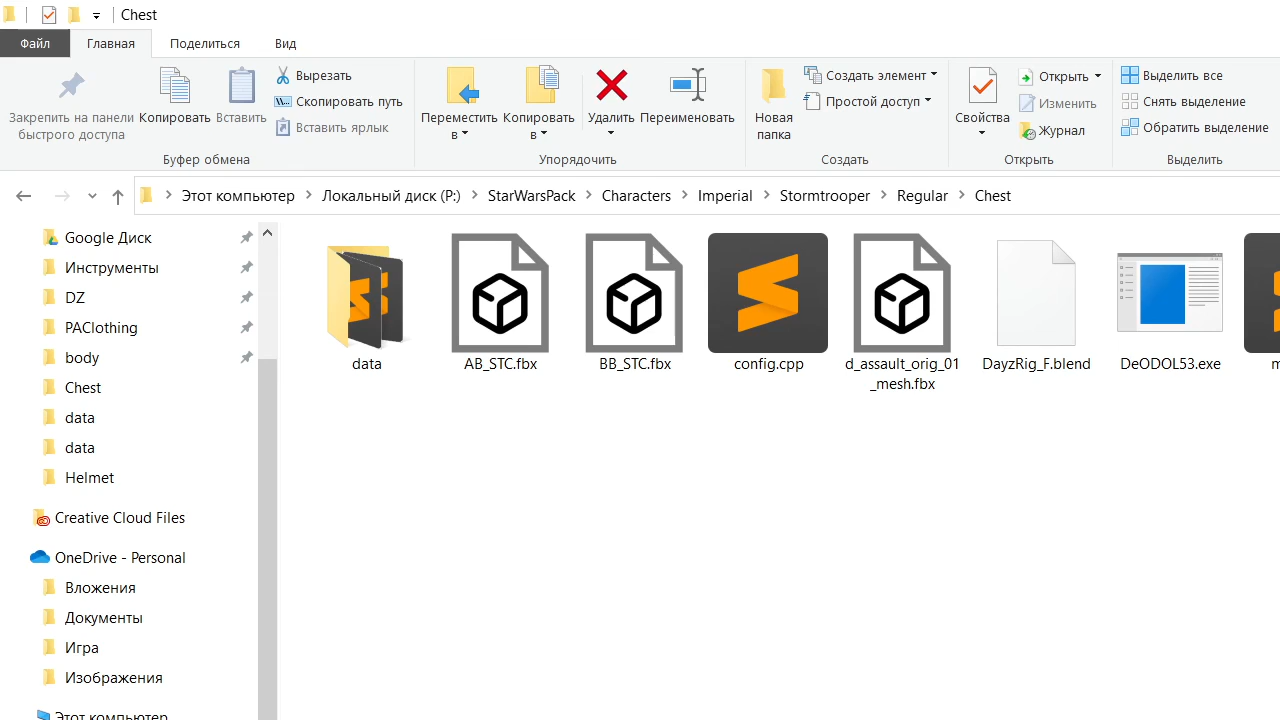 Chest
Файл Главная Поделиться Вид
Закрепить на панели быстрого доступа
Копировать
Вставить
Вырезать
Скопировать путь
Вставить ярлык
Буфер обмена
Переместить в
Копировать в
Удалить
Переименовать
Упорядочить
Новая папка
Создать элемент
Простой доступ
Создать
Свойства
Открыть
Изменить
Журнал
Открыть
Выделить все
Снять выделение
Обратить выделение
Выделить
Этот компьютер Локальный диск (P:) StarWarsPack Characters Imperial Stormtrooper Regular Chest
Google Диск
Инструменты
DZ
PAClothing
body
Chest
data
data
Helmet
Creative Cloud Files
OneDrive - Personal
Вложения
Документы
Игра
Изображения
Этот компьютер
data
AB_STC.fbx
BB_STC.fbx
config.cpp
d_assault_orig_01
_mesh.fbx
DayzRig_F.blend
DeODOL53.exe